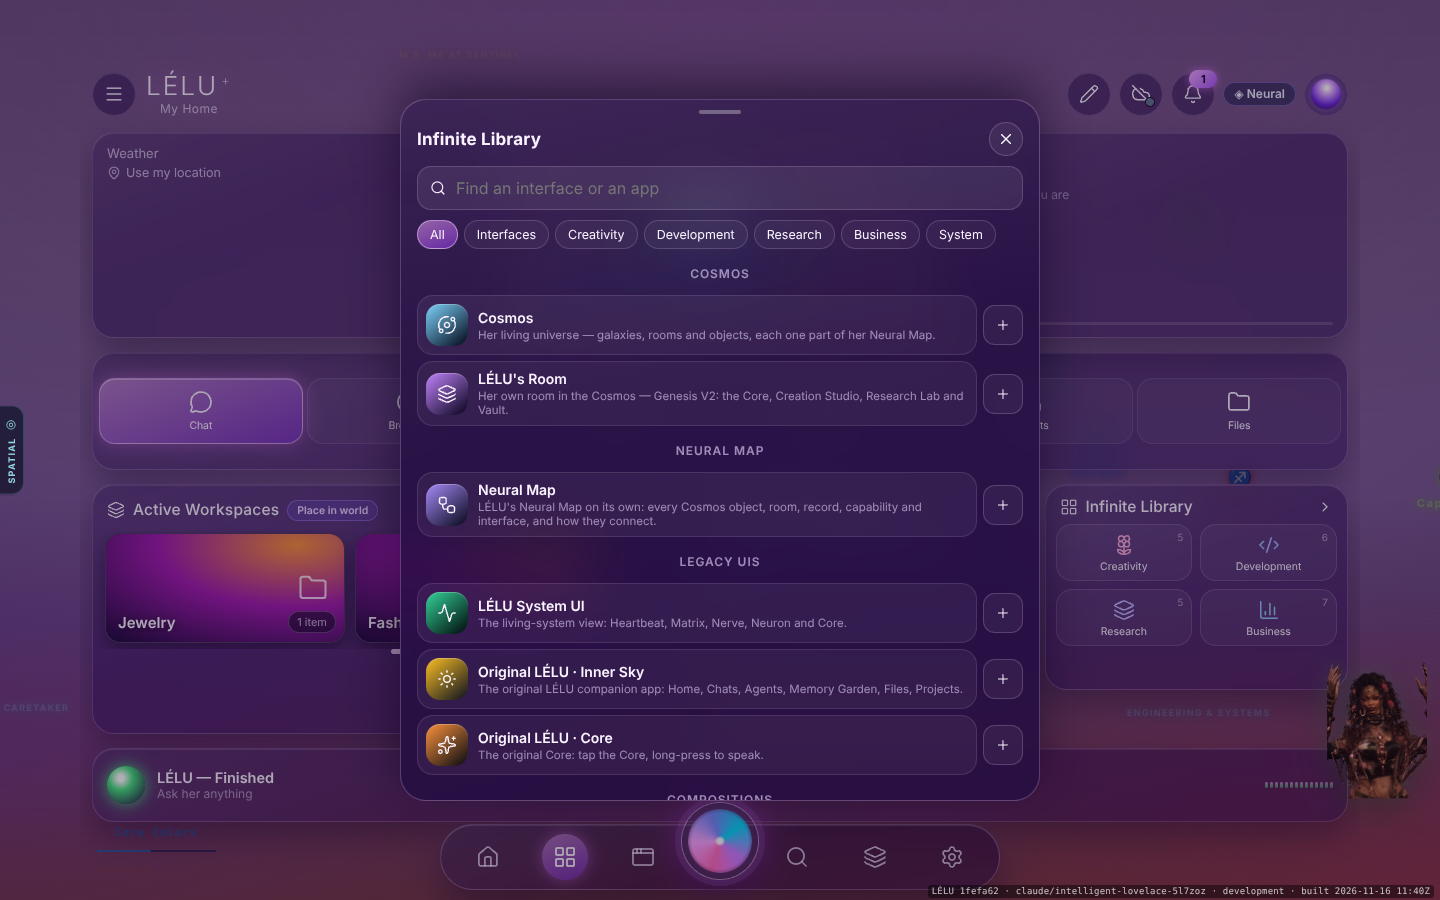 LÉLU +
My Home
1
◈ Neural
Weather
Use my location
u are
Infinite Library
Find an interface or an app
All
Interfaces
Creativity
Development
Research
Business
System
COSMOS
Cosmos
Her living universe — galaxies, rooms and objects, each one part of her Neural Map.
LÉLU's Room
Her own room in the Cosmos — Genesis V2: the Core, Creation Studio, Research Lab and
Vault.
NEURAL MAP
Neural Map
LÉLU's Neural Map on its own: every Cosmos object, room, record, capability and
interface, and how they connect.
LEGACY UIS
LÉLU System UI
The living-system view: Heartbeat, Matrix, Nerve, Neuron and Core.
Original LÉLU · Inner Sky
The original LÉLU companion app: Home, Chats, Agents, Memory Garden, Files, Projects.
Original LÉLU · Core
The original Core: tap the Core, long-press to speak.
COMPOSITIONS
Chat
Br
ts
Files
SPATIAL ◎
Active Workspaces
Place in world
Jewelry
1 item
Fash
Infinite Library
Creativity
5
Development
6
Research
5
Business
7
Cap
CARETAKER
ENGINEERING & SYSTEMS
LÉLU — Finished
Ask her anything
LÉLU 1fefa62 · claude/intelligent-lovelace-5l7zoz · development · built 2026-11-16 11:40Z